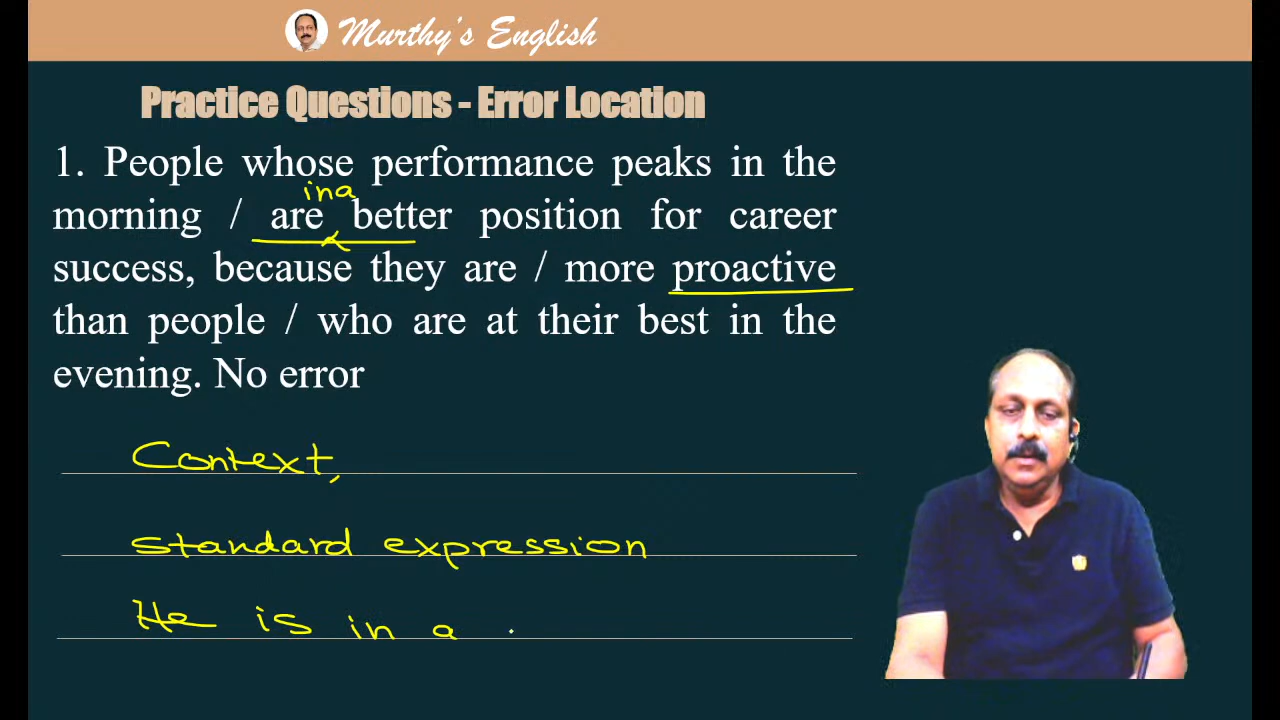 Murthy's English
Practice Questions - Error Location
1. People whose performance peaks in the
in a
morning / are better position for career
success, because they are / more proactive
than people / who are at their best in the
evening. No error
Context,
standard expression
He is in a